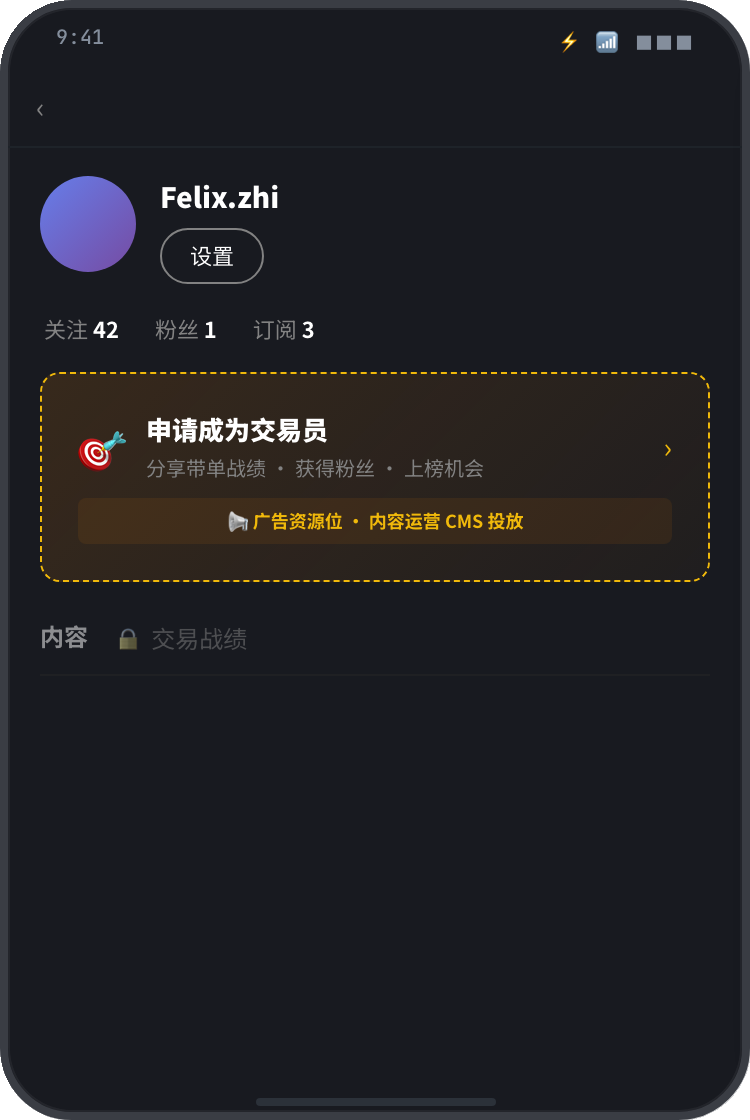 9:41
‹
Felix.zhi
设置
关注 42 粉丝 1 订阅 3
申请成为交易员
分享带单战绩 · 获得粉丝 · 上榜机会
›
📢 广告资源位 · 内容运营 CMS 投放
内容 🔒 交易战绩